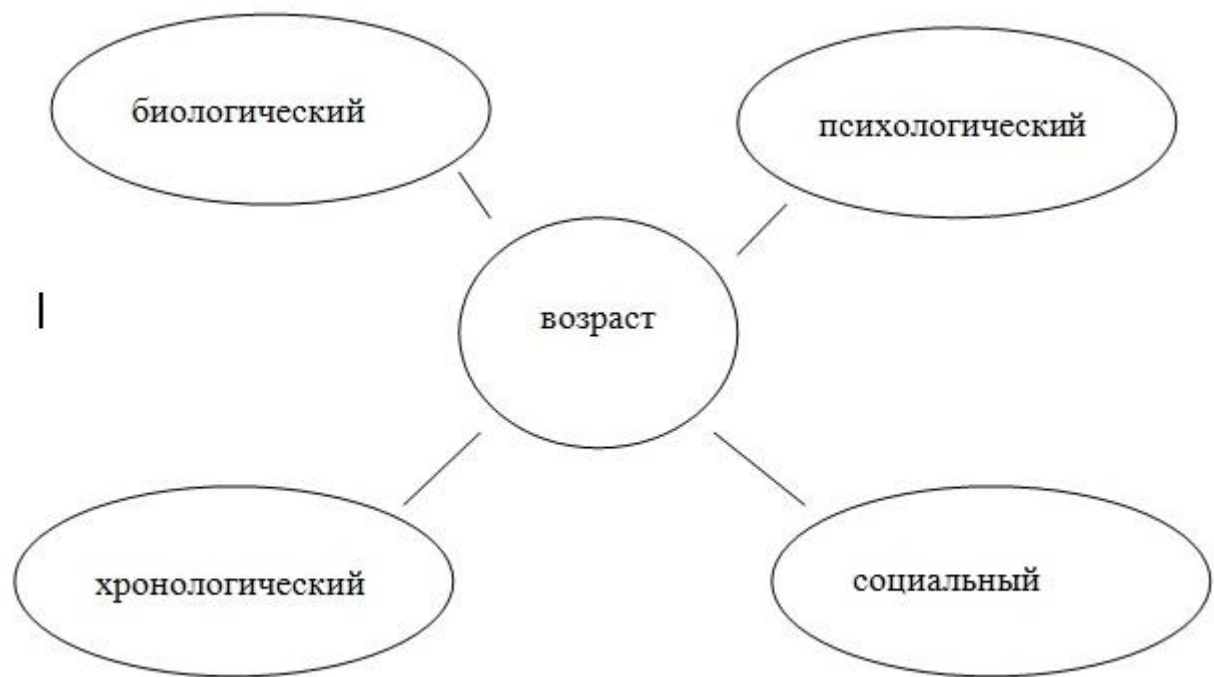 биологический
психологический
возраст
хронологический
социальный